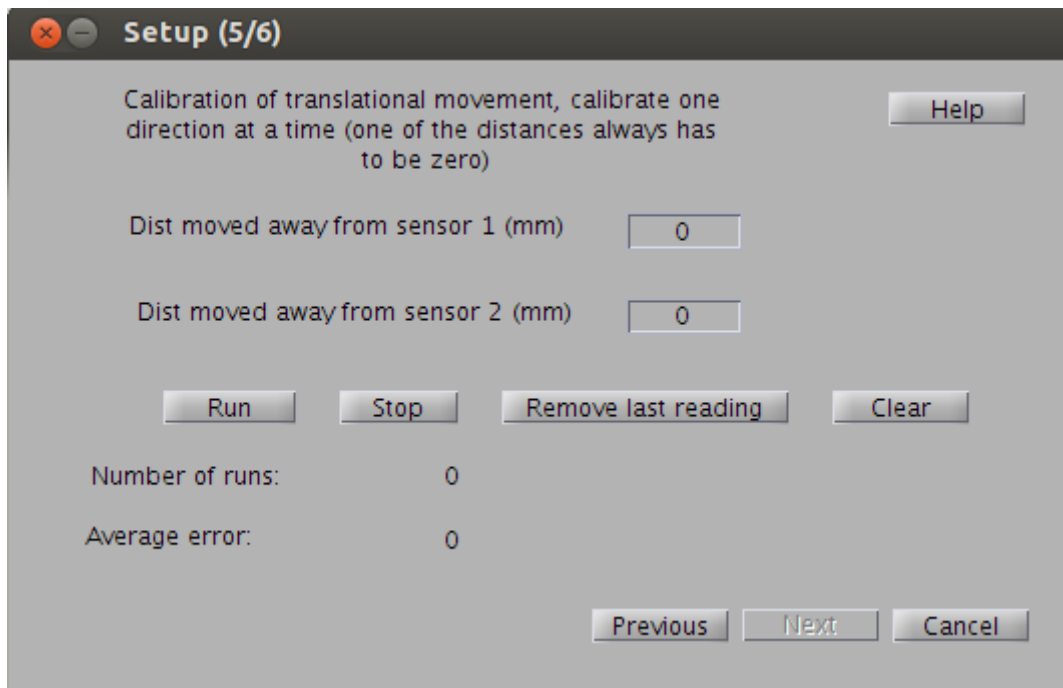 Setup (5/6)
Calibration of translational movement, calibrate one
direction at a time (one of the distances always has
to be zero)
Help
Dist moved away from sensor 1 (mm) 0
Dist moved away from sensor 2 (mm) 0
Run Stop Remove last reading Clear
Number of runs: 0
Average error: 0
Previous Next Cancel